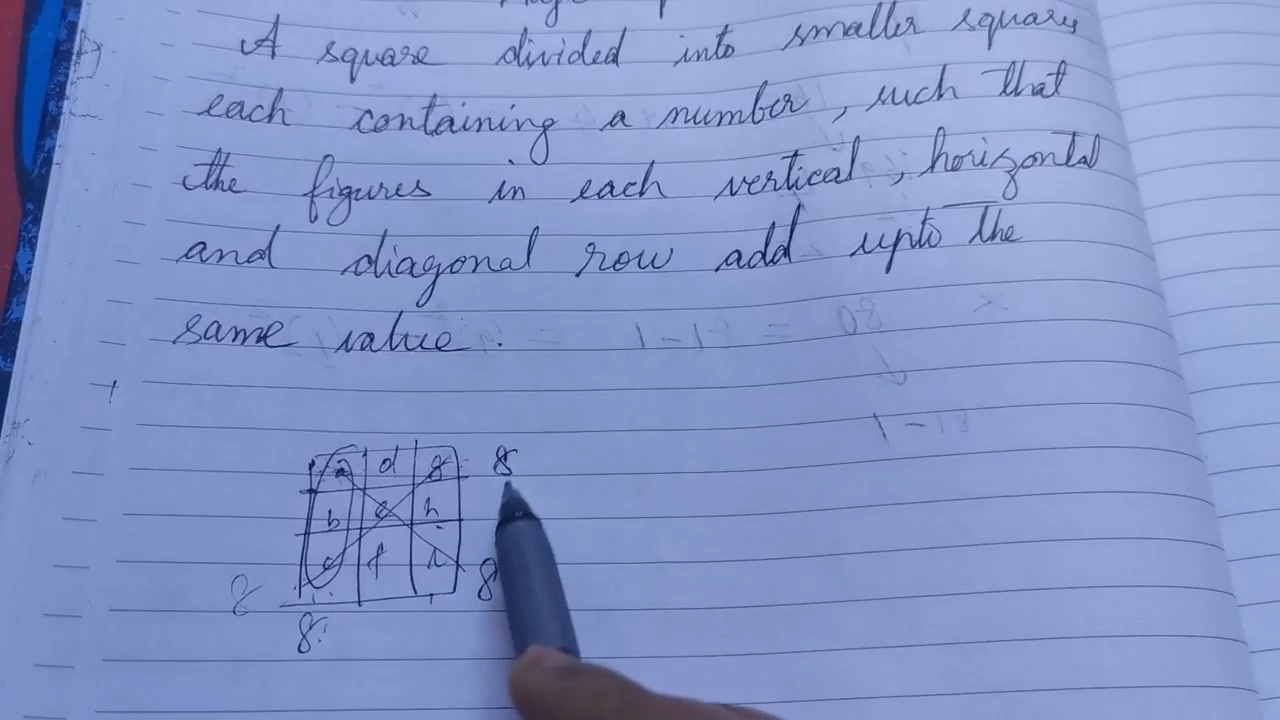 A square divided into smaller squares
each containing a number, such that
the figures in each vertical, horizontal
and diagonal row add upto the
same value.
a d g 8
b e h
c f i 8
8
8